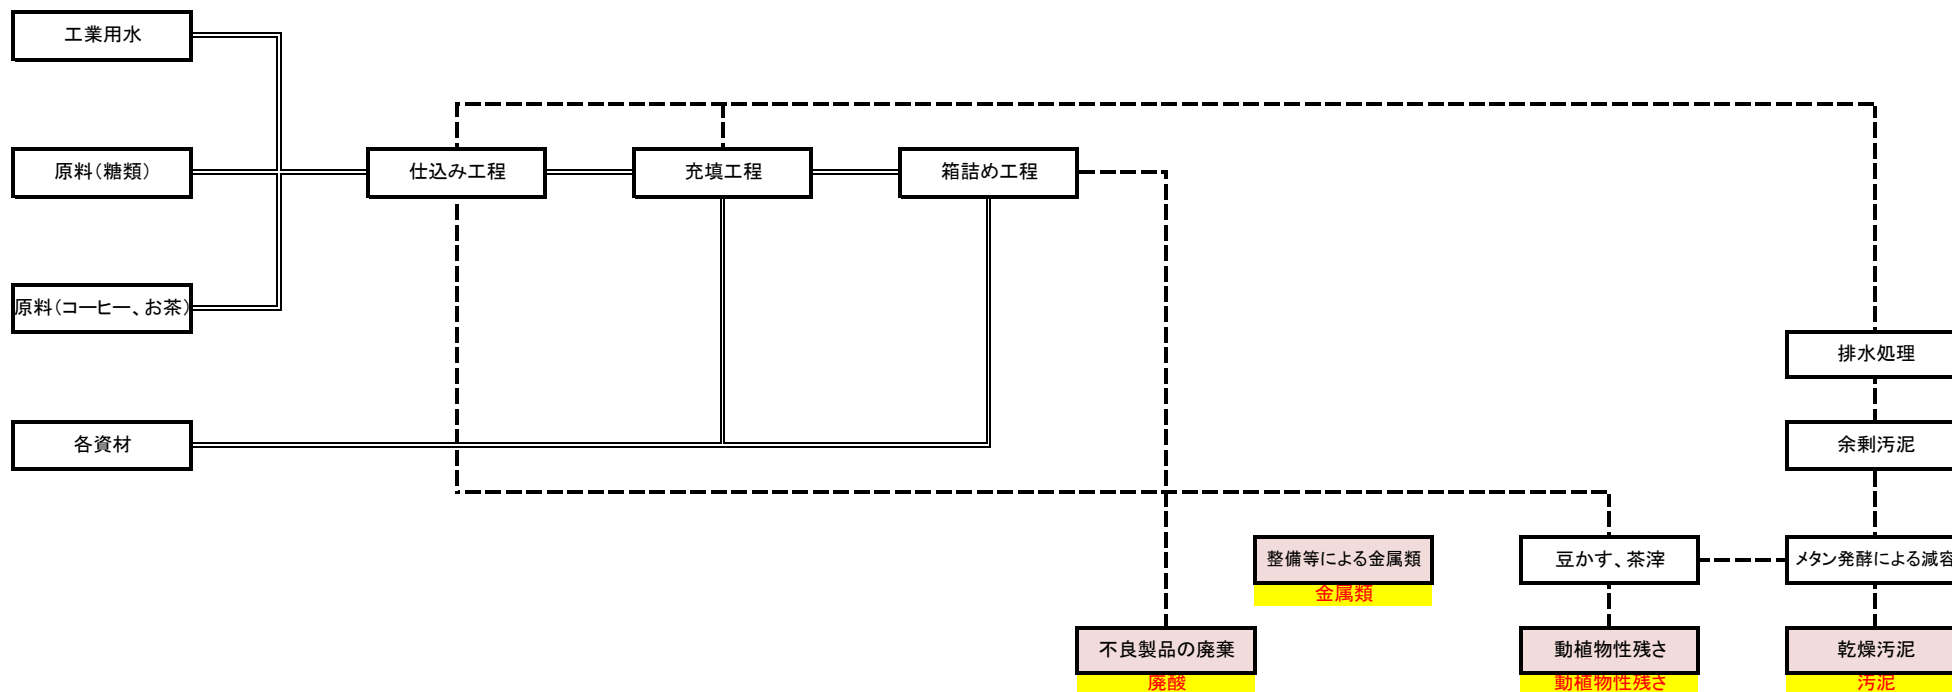 工業用水
原料（糖類）
仕込み工程
充填工程
箱詰め工程
原料（コーヒー、お茶）
排水処理
各資材
余剰汚泥
整備等による金属類
豆かす、茶滓
メタン発酵による減容
金属類
不良製品の廃棄
動植物性残さ
乾燥汚泥
廃酸
動植物性残さ
汚泥